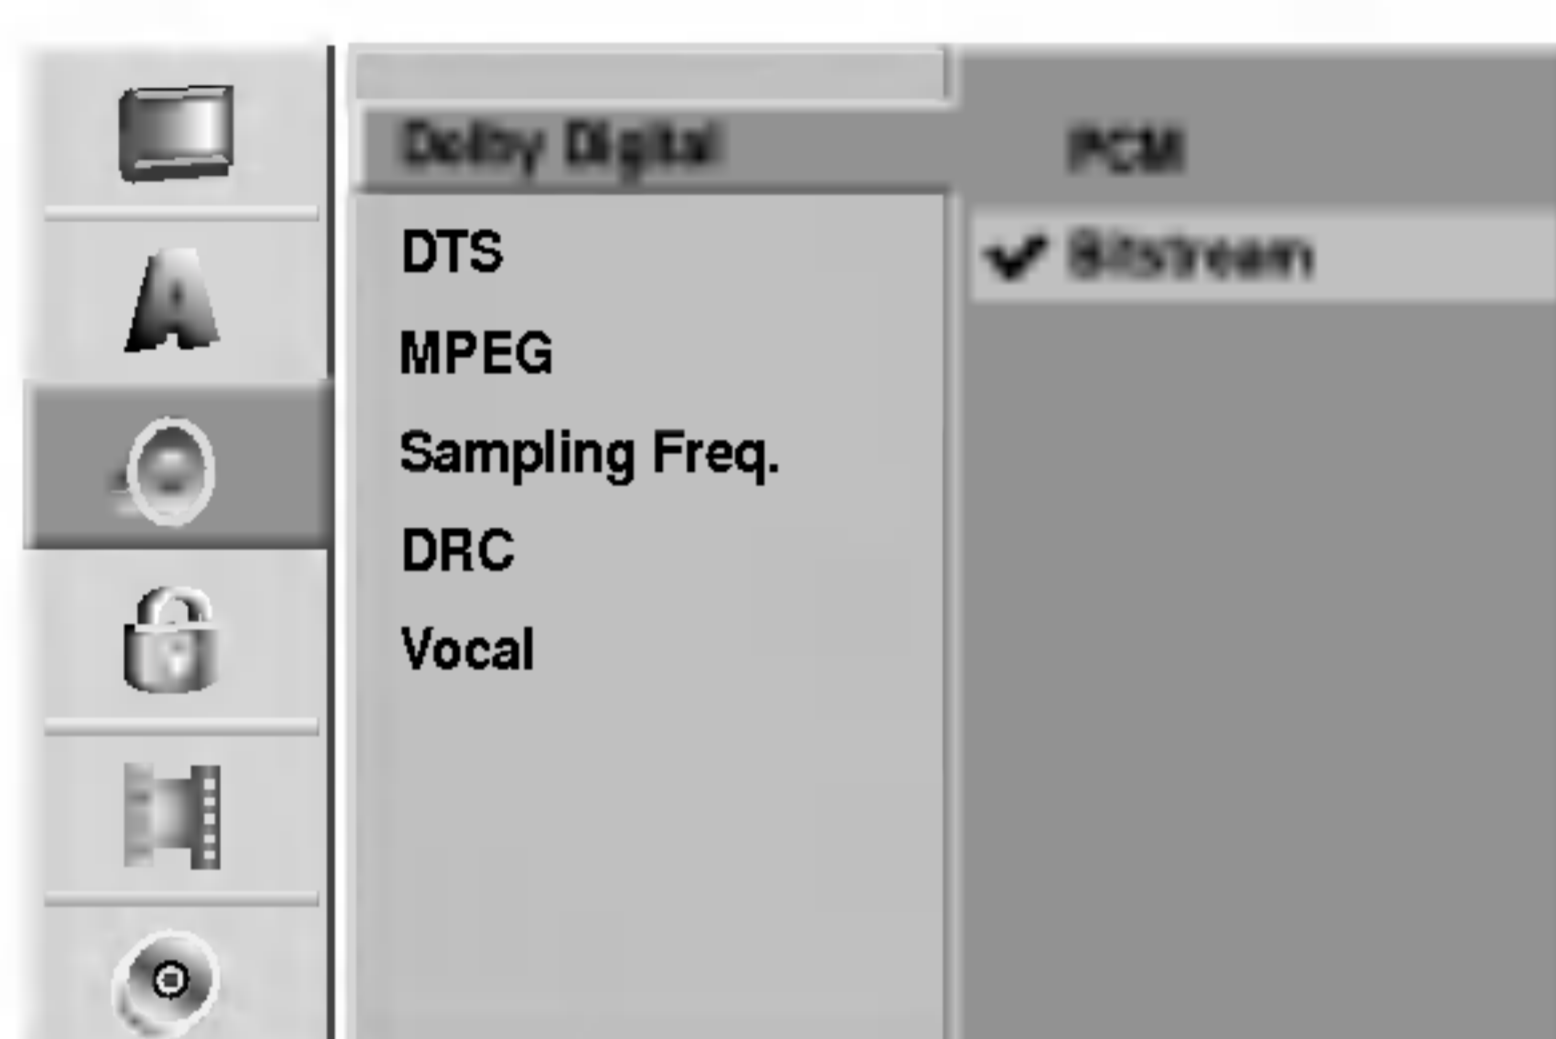 Dolby Digital
PCM
DTS
Bitstream
MPEG
Sampling Freq.
DRC
Vocal